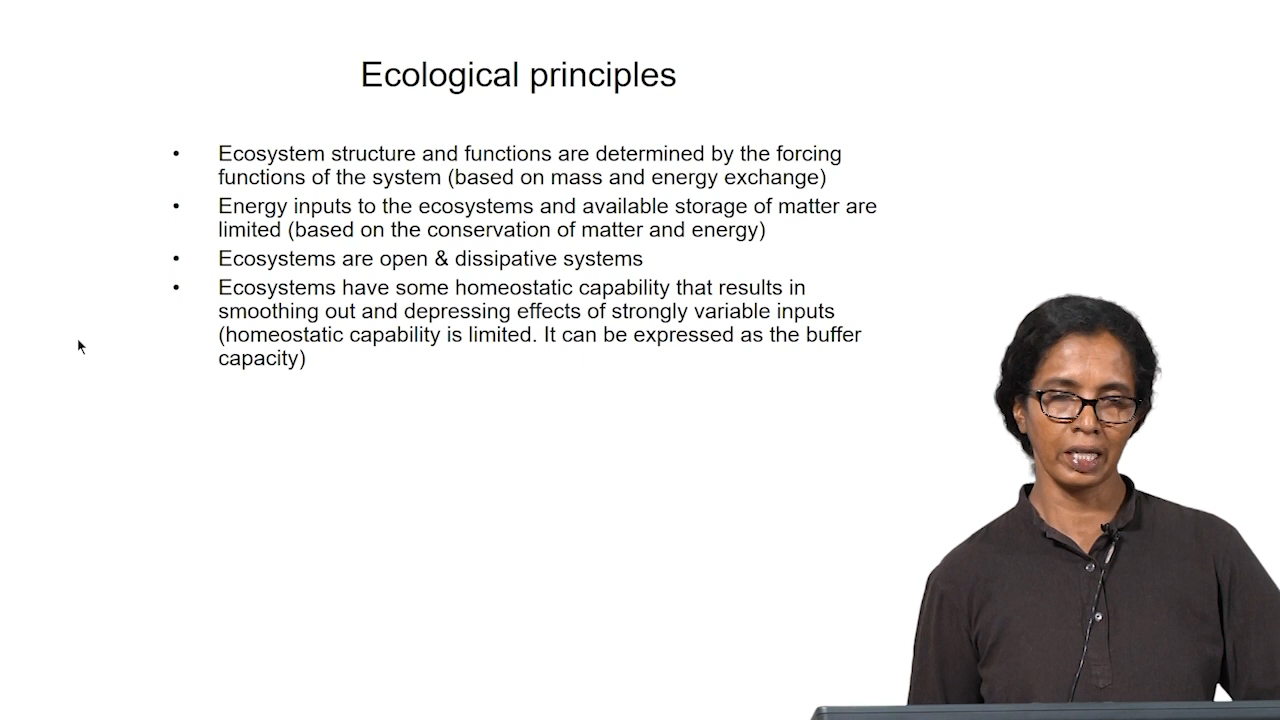 Ecological principles
• Ecosystem structure and functions are determined by the forcing
functions of the system (based on mass and energy exchange)
• Energy inputs to the ecosystems and available storage of matter are
limited (based on the conservation of matter and energy)
• Ecosystems are open & dissipative systems
• Ecosystems have some homeostatic capability that results in
smoothing out and depressing effects of strongly variable inputs
(homeostatic capability is limited. It can be expressed as the buffer
capacity)